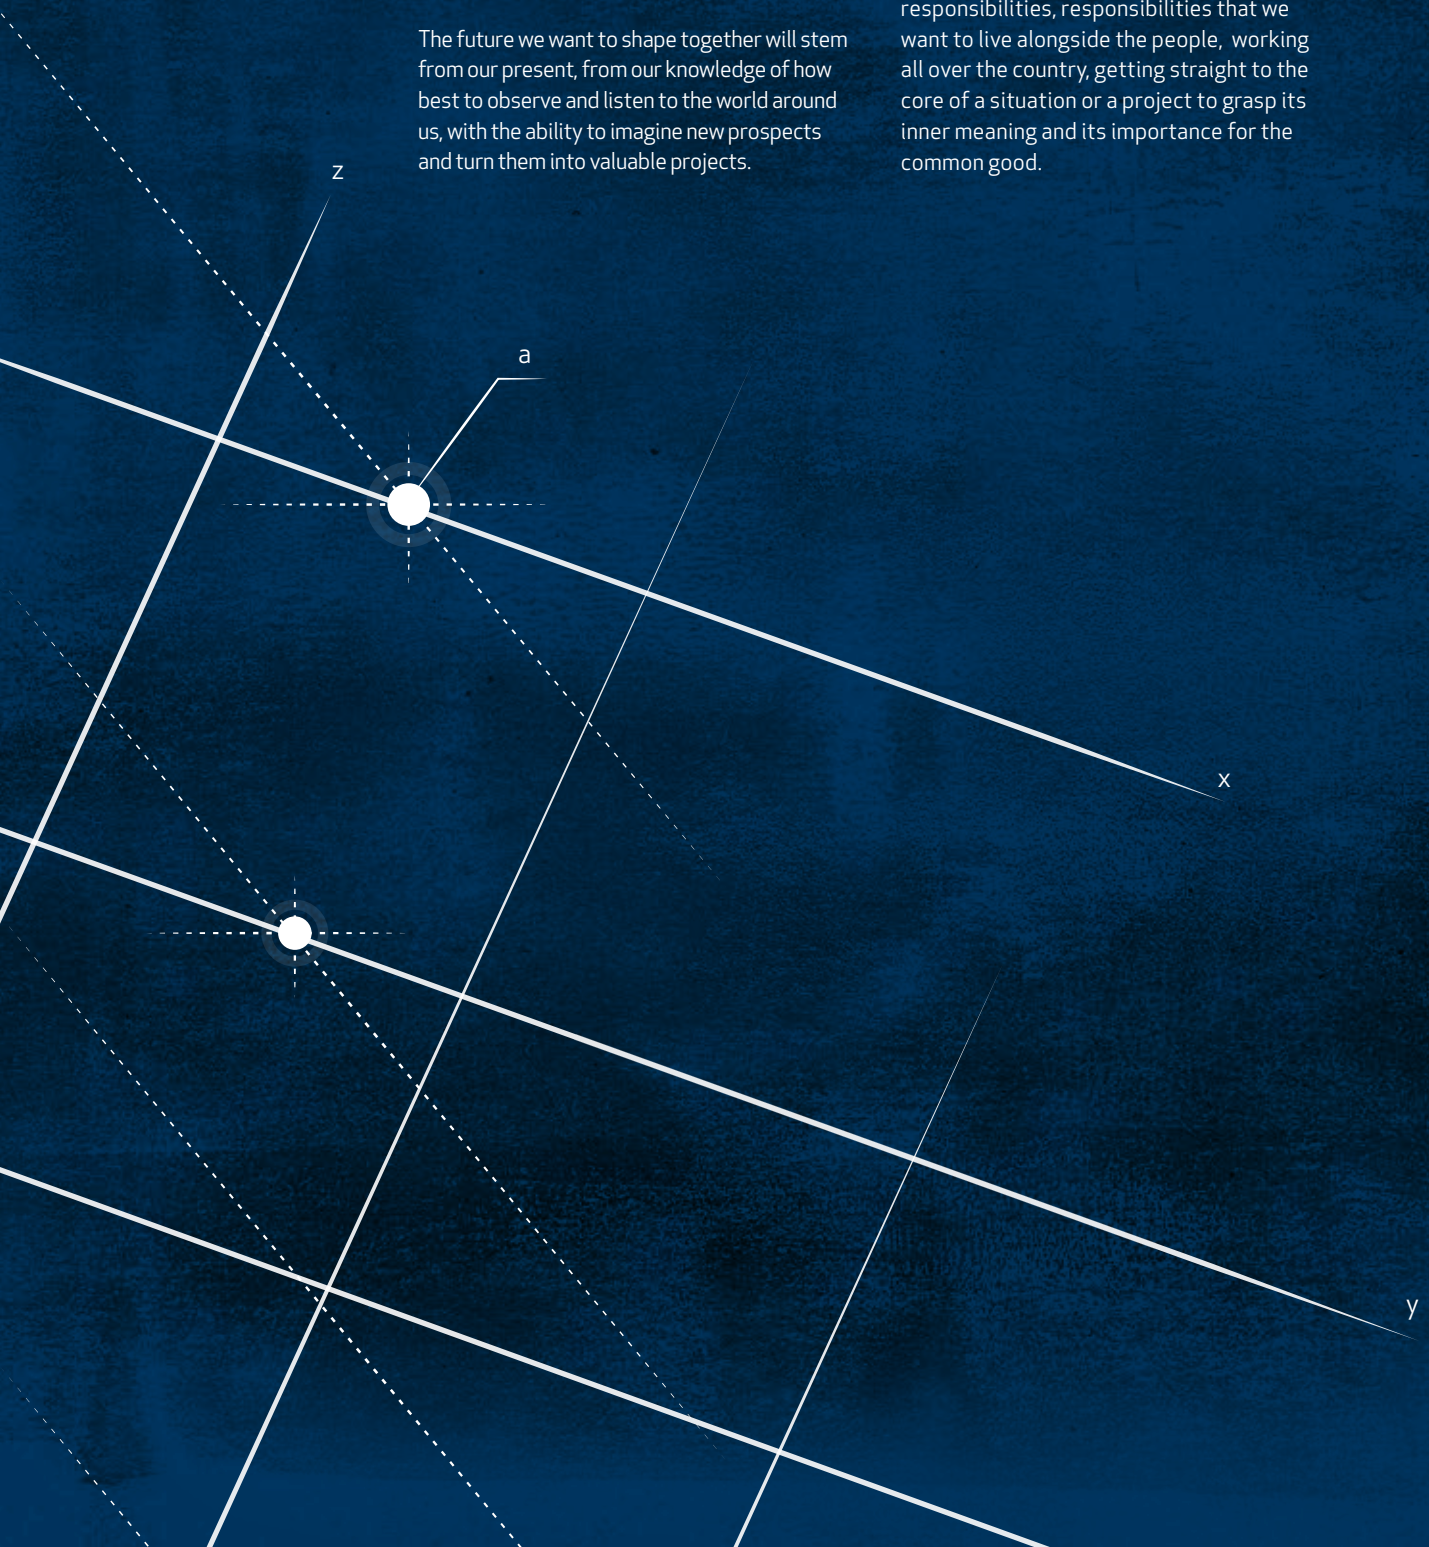 The future we want to shape together will stem
from our present, from our knowledge of how
best to observe and listen to the world around
us, with the ability to imagine new prospects
and turn them into valuable projects.
responsibilities, responsibilities that we
want to live alongside the people, working
all over the country, getting straight to the
core of a situation or a project to grasp its
inner meaning and its importance for the
common good.
z
a
x
y